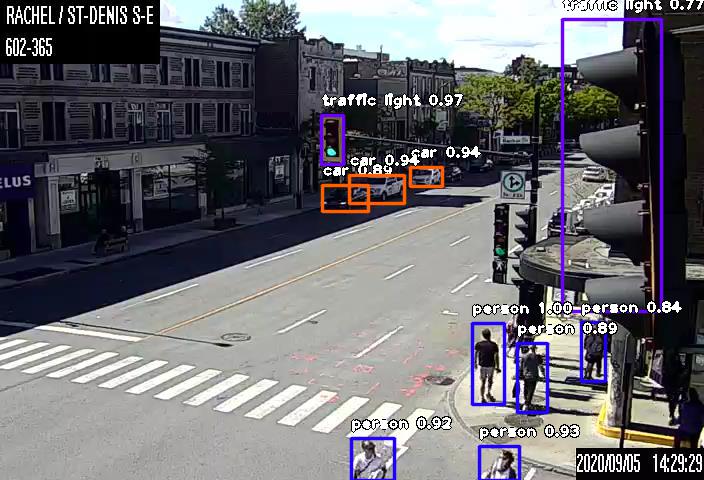 RACHEL / ST-DENIS S-E
602-365
traffic light 0.77
traffic light 0.97
car 0.94
car 0.94
car 0.89
ELUS
person 1.00
person 0.84
person 0.89
person 0.92
person 0.93
2020/09/05 14:29:29